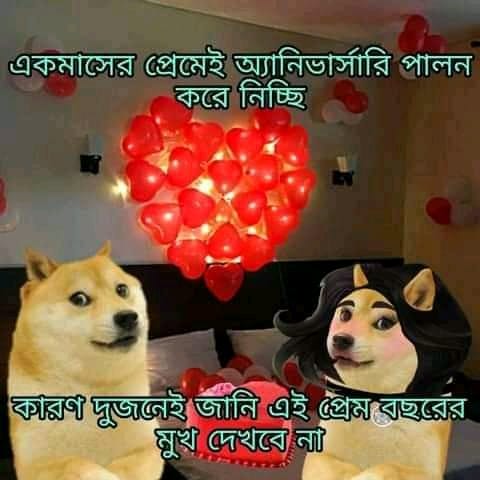 একমাসের প্রেমেই অ্যানিভার্সারি পালন
করে নিচ্ছি
কারণ দুজনেই জানি এই প্রেম বছরের
মুখ দেখবে না